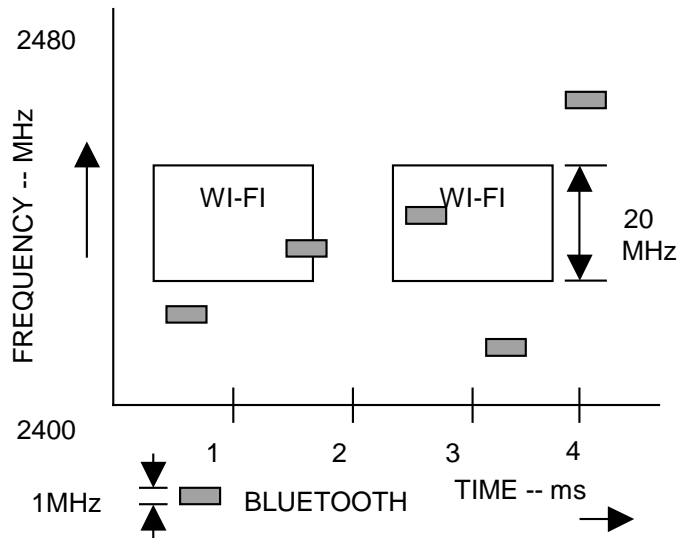 2480
FREQUENCY -- MHz
WI-FI
WI-FI
20
MHz
2400
1
2
3
4
TIME -- ms
1MHz
BLUETOOTH